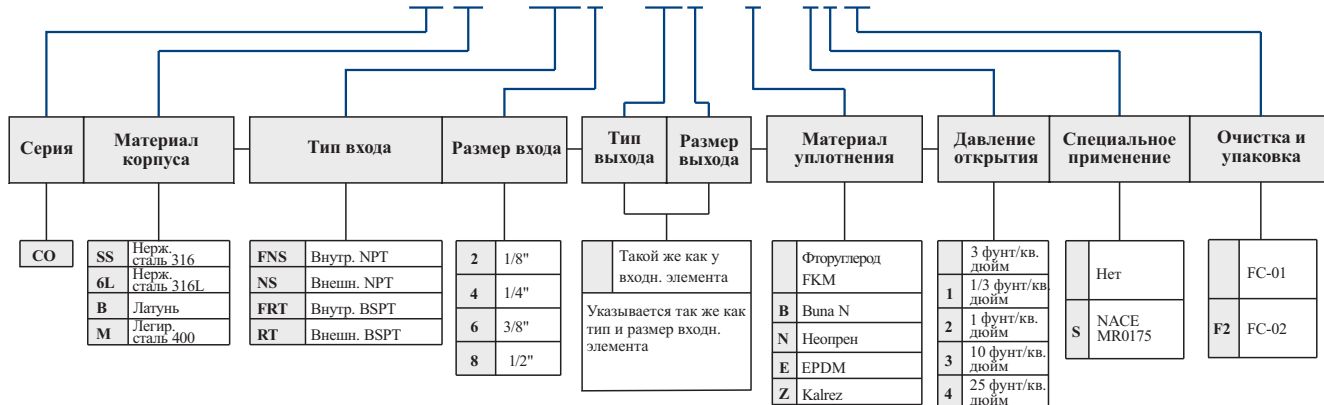 Серия
Материал
корпуса
Тип входа
Размер входа
Тип
выхода
Размер
выхода
Материал
уплотнения
Давление
открытия
Специальное
применение
Очистка и
упаковка
CO
SS Нерж.
сталь 316
6L Нерж.
сталь 316L
B Латунь
M Легир.
сталь 400
FNS Внутр. NPT
NS Внешн. NPT
FRT Внутр. BSPT
RT Внешн. BSPT
2 1/8"
4 1/4"
6 3/8"
8 1/2"
Такой же как у
входн. элемента
Указывается так же как
тип и размер входн.
элемента
Фторуглерод
FKM
B Buna N
N Неопрен
E EPDM
Z Kalrez
3 фунт/кв.
дюйм
1 1/3 фунт/кв.
дюйм
2 1 фунт/кв.
дюйм
3 10 фунт/кв.
дюйм
4 25 фунт/кв.
дюйм
Нет
S NACE
MR0175
FC-01
F2 FC-02